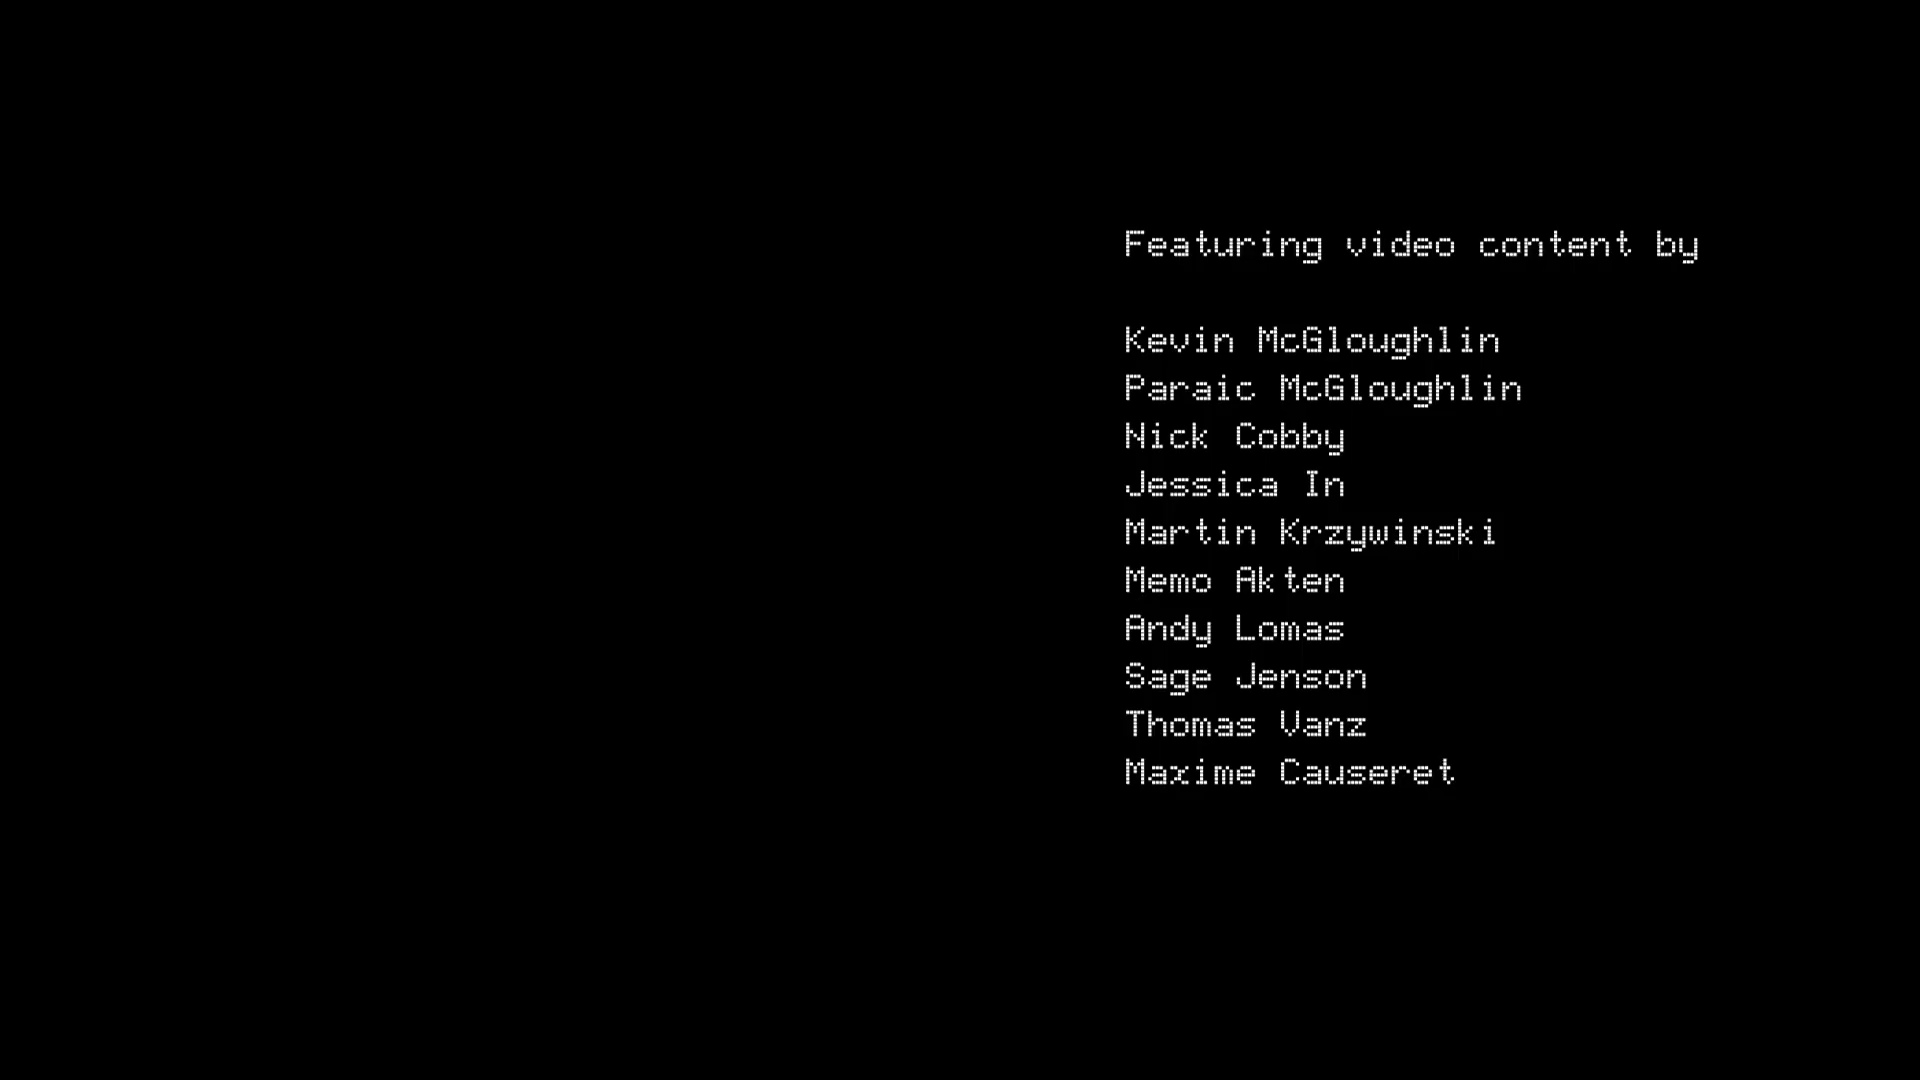 Featuring video content by
Kevin McGloughlin
Paraic McGloughlin
Nick Cobby
Jessica In
Martin Krzywinski
Memo Akten
Andy Lomas
Sage Jenson
Thomas Vanz
Maxime Causeret